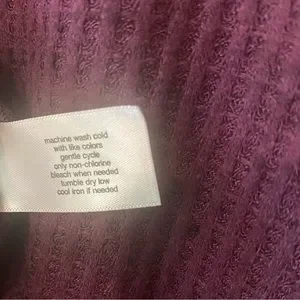 machine wash cold
with like colors
gentle cycle
only non-chlorine
bleach when needed
tumble dry low
cool iron if needed